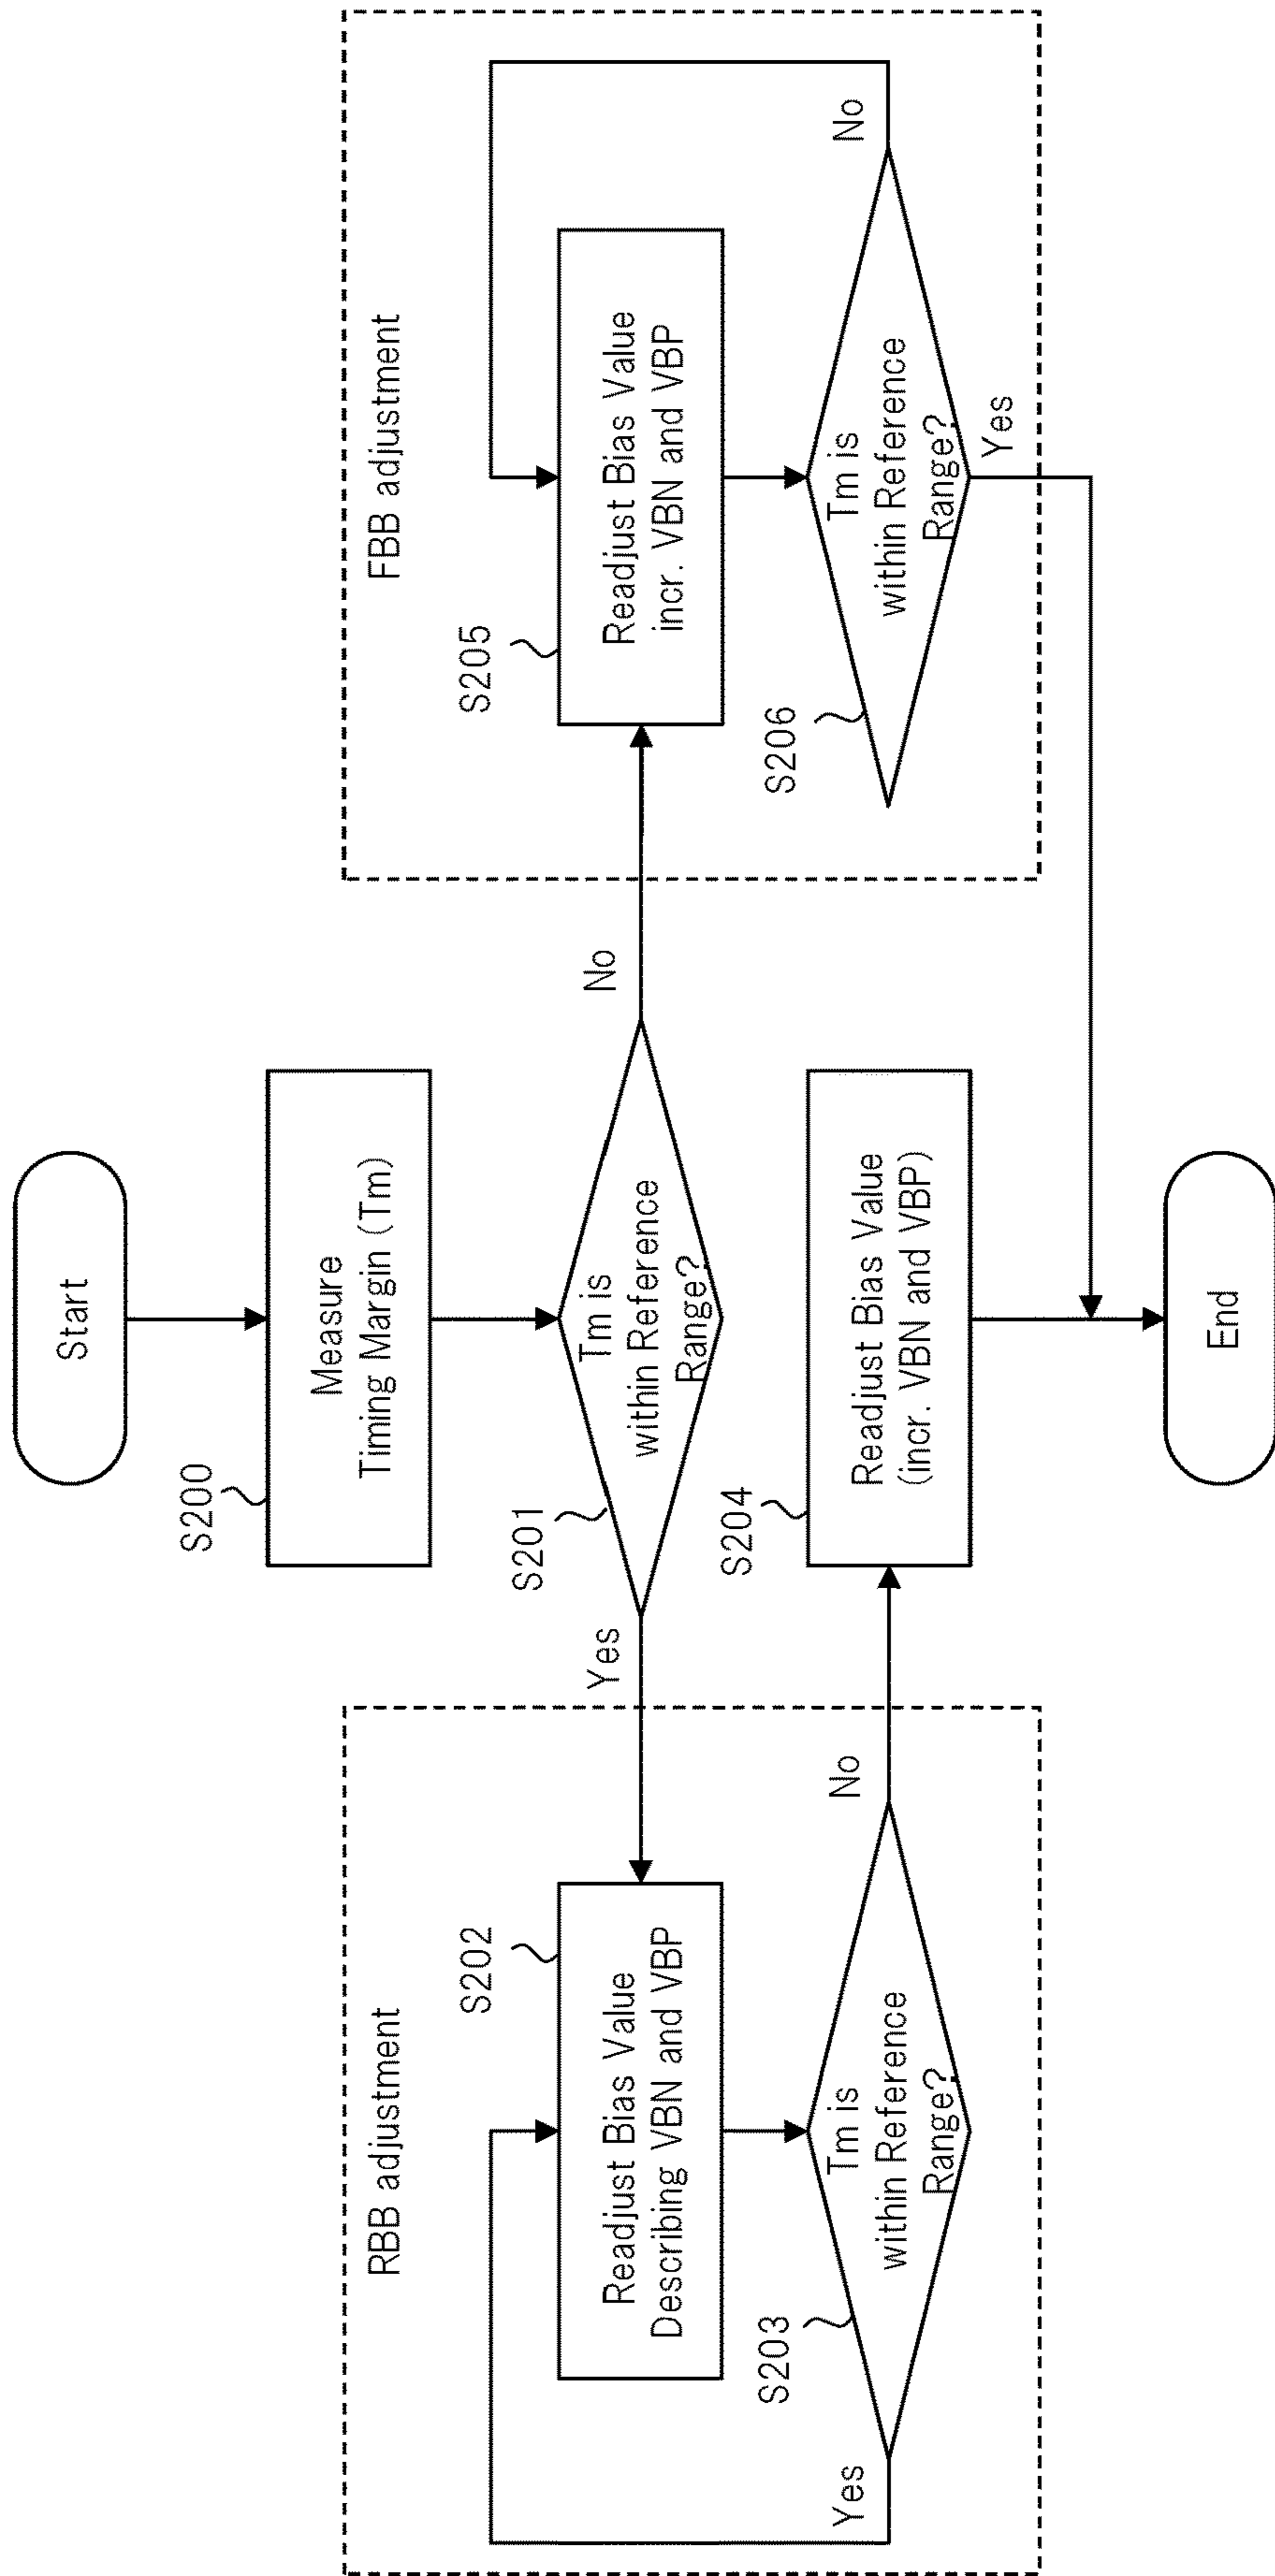 Start
S200
Measure
Timing Margin (Tm)
S201
Tm is
within Reference
Range?
Yes
No
RBB adjustment
S202
Readjust Bias Value
Describing VBN and VBP
S203
Tm is
within Reference
Range?
Yes
No
S204
Readjust Bias Value
(incr. VBN and VBP)
FBB adjustment
S205
Readjust Bias Value
incr. VBN and VBP
S206
Tm is
within Reference
Range?
No
Yes
End